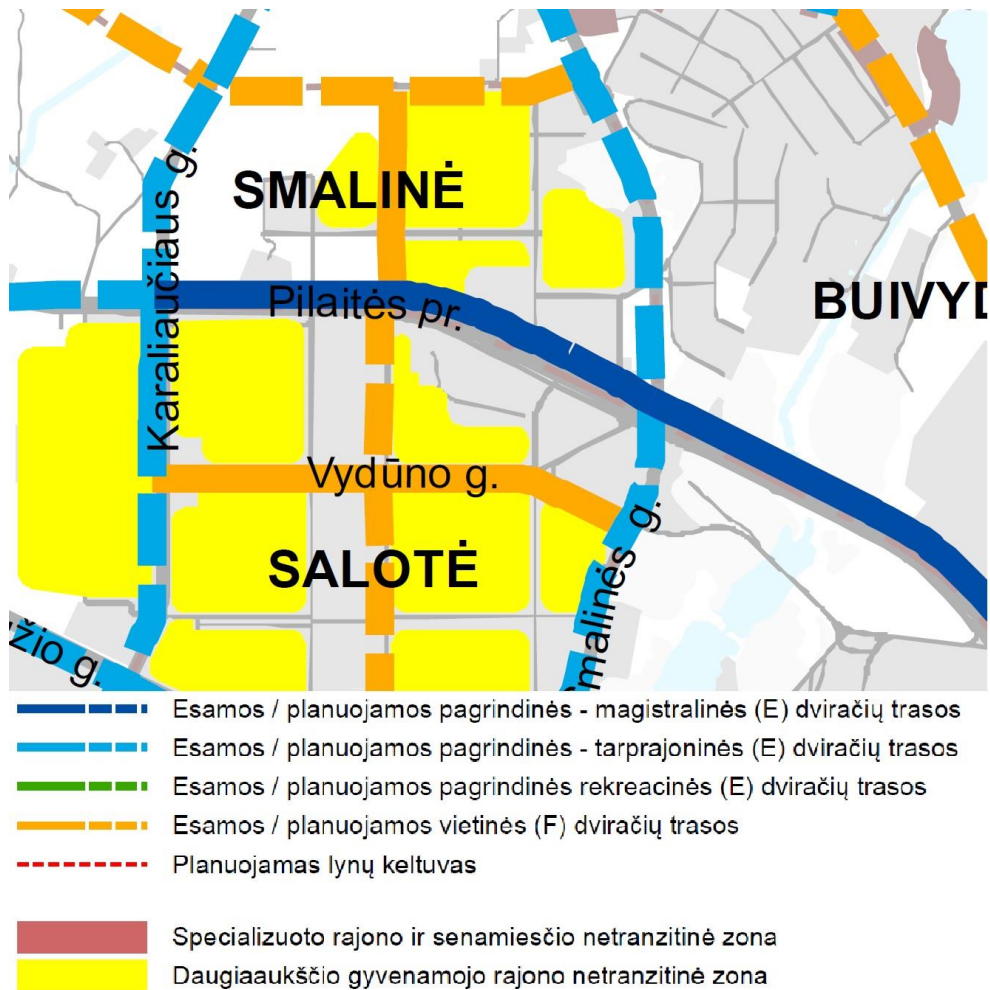 SMALINĖ
Karaliaučiaus g.
Pilaitės pr.
BUIVYD
Vydūno g.
SALOTĖ
Smalinės g.
žio g.
Esamos / planuojamos pagrindinės - magistralinės (E) dviračių trasos
Esamos / planuojamos pagrindinės - tarprajoninės (E) dviračių trasos
Esamos / planuojamos pagrindinės rekreacinės (E) dviračių trasos
Esamos / planuojamos vietinės (F) dviračių trasos
Planuojamas lynų keltuvas
Specializuoto rajono ir senamiesčio netranzitinė zona
Daugiaaukščio gyvenamojo rajono netranzitinė zona